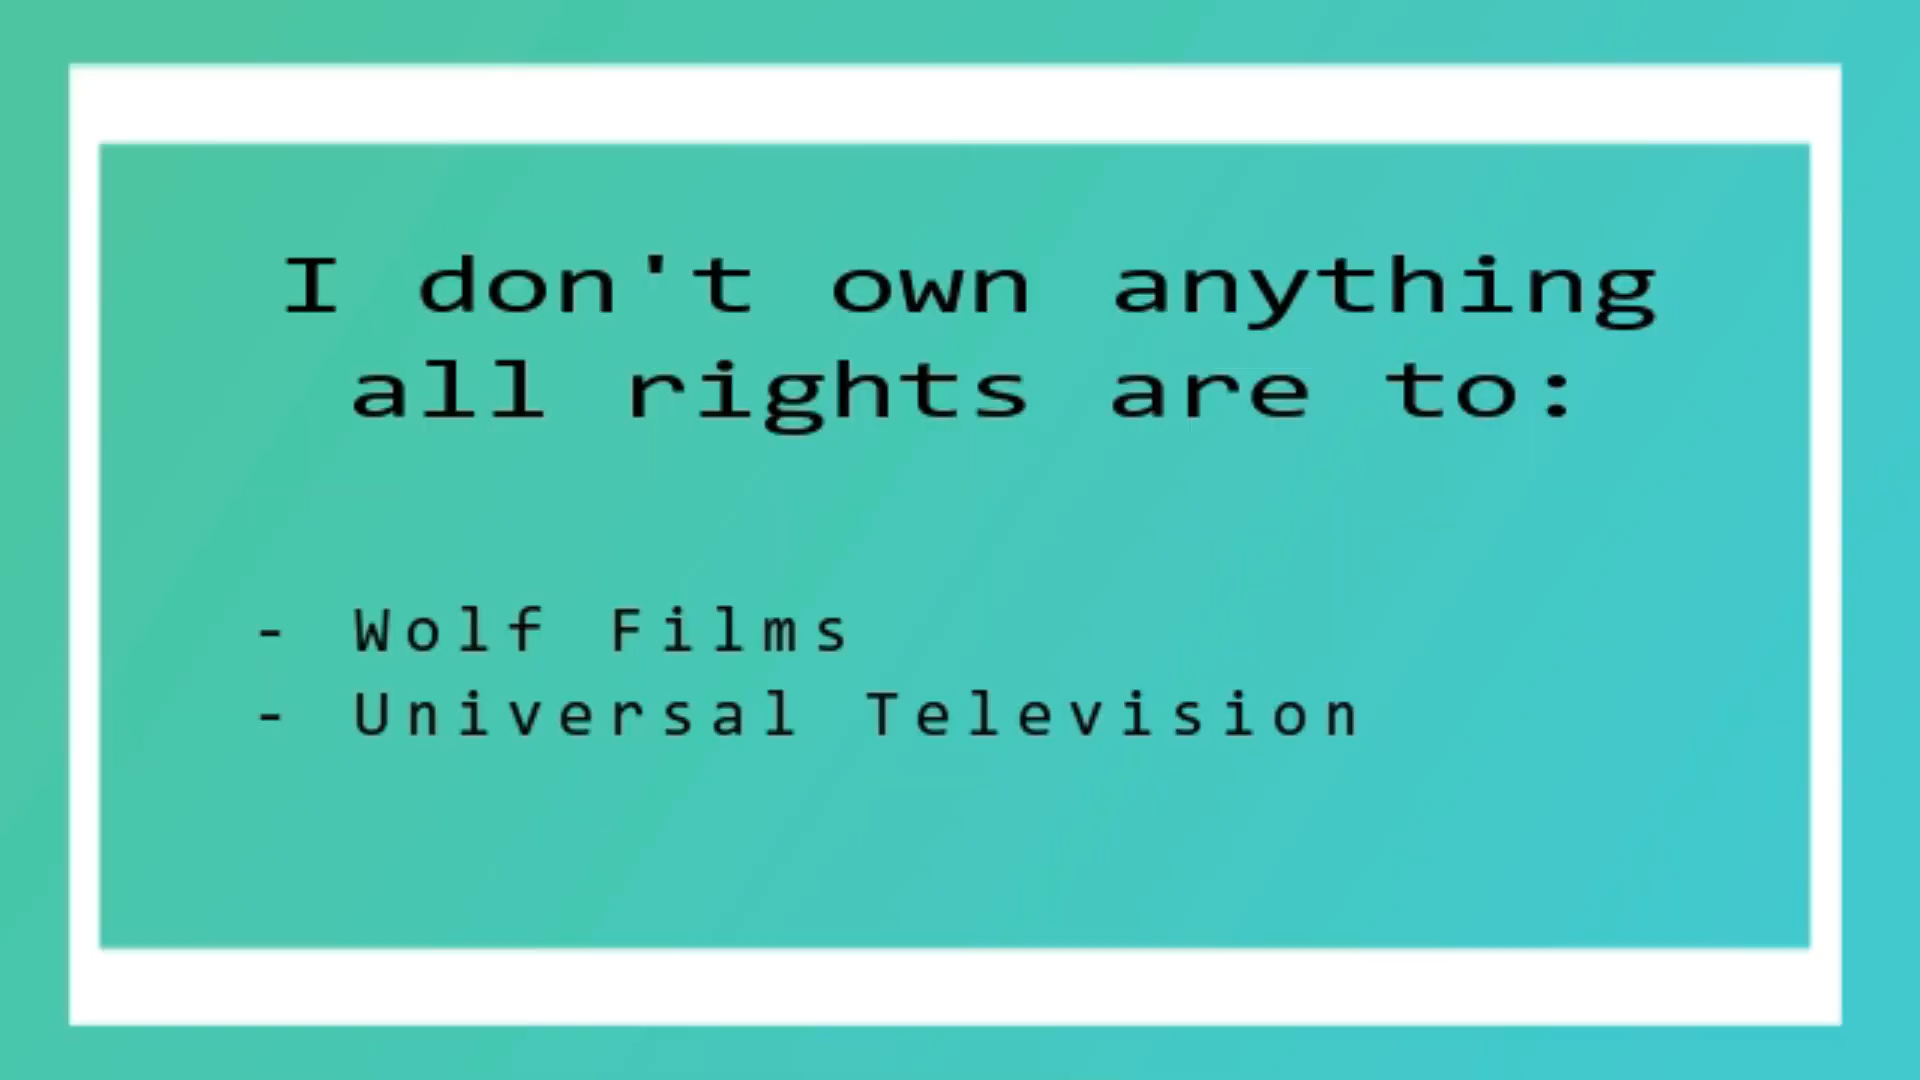 I don't own anything
all rights are to:
- Wolf Films
- Universal Television